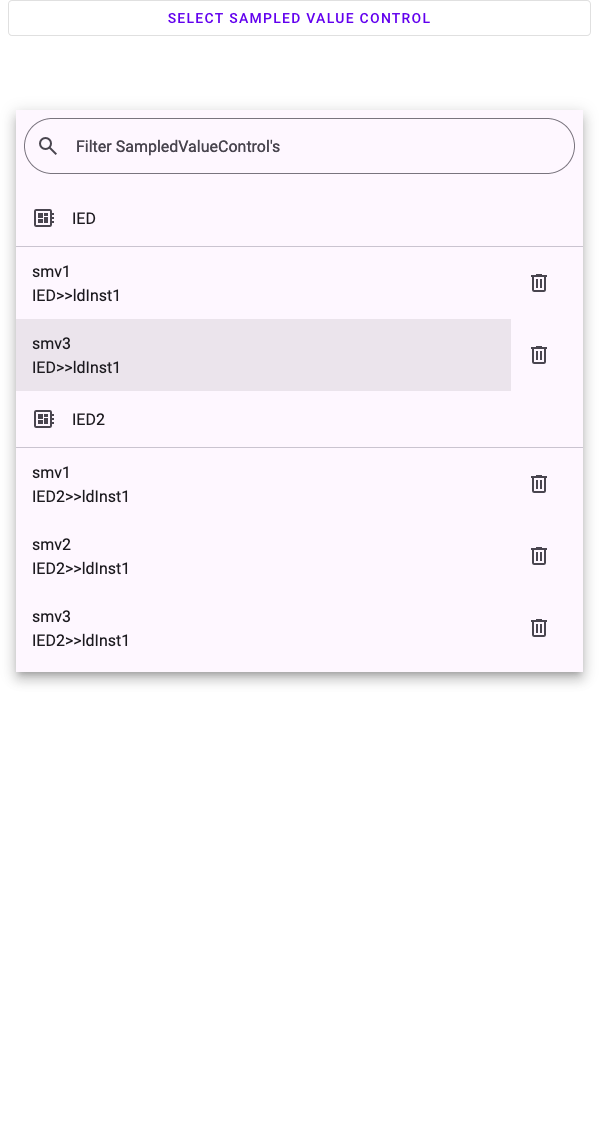 SELECT SAMPLED VALUE CONTROL
Filter SampledValueControl's
IED
smv1
IED>>ldInst1
smv3
IED>>ldInst1
IED2
smv1
IED2>>ldInst1
smv2
IED2>>ldInst1
smv3
IED2>>ldInst1